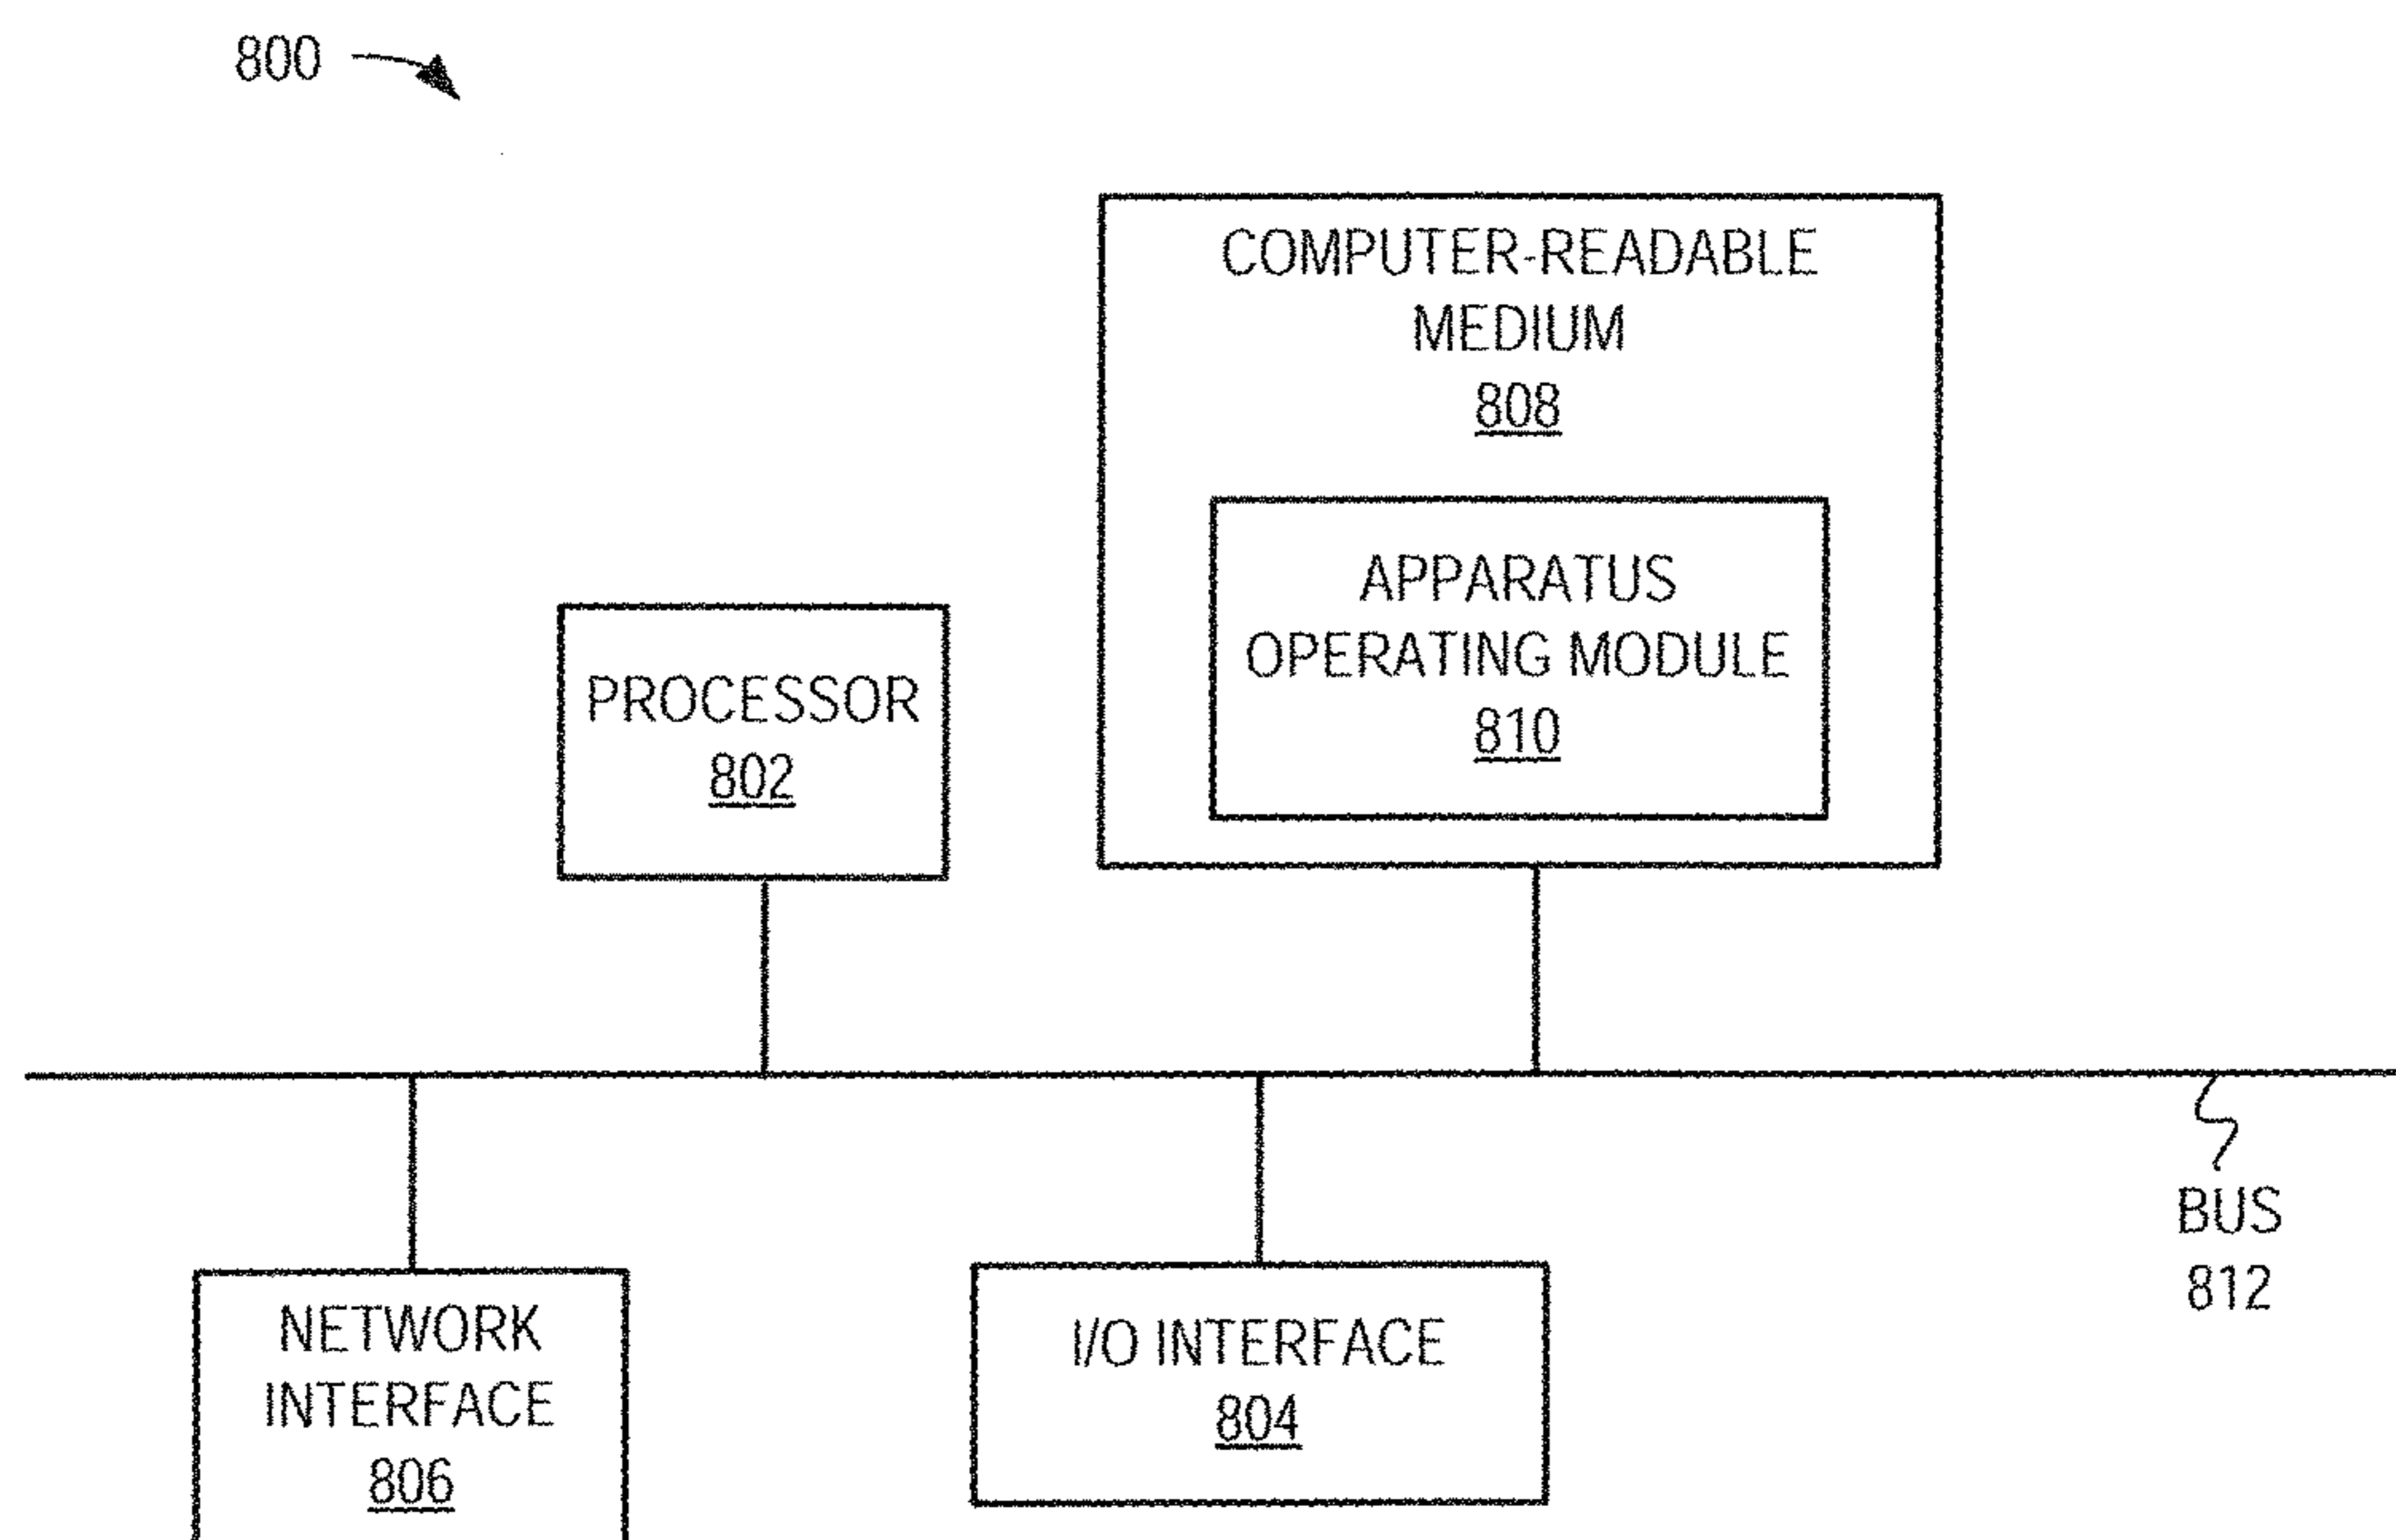 800
COMPUTER-READABLE
MEDIUM
808
APPARATUS
OPERATING MODULE
810
PROCESSOR
802
BUS
812
NETWORK
INTERFACE
806
I/O INTERFACE
804